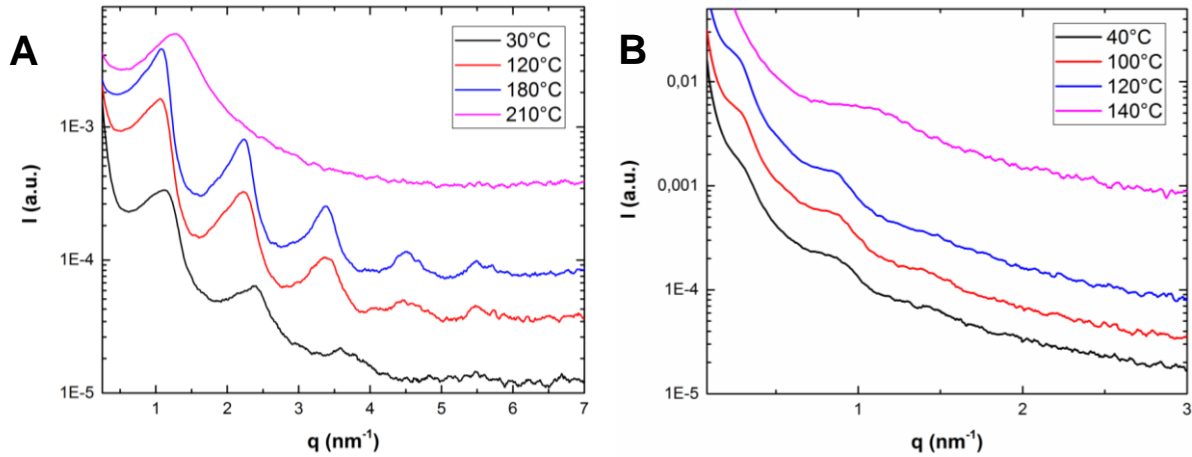 A
30°C
120°C
180°C
210°C
1E-3
1E-4
1E-5
I (a.u.)
1 2 3 4 5 6 7
q (nm-1)
B
40°C
100°C
120°C
140°C
0,01
0,001
1E-4
1E-5
I (a.u.)
1 2 3
q (nm-1)